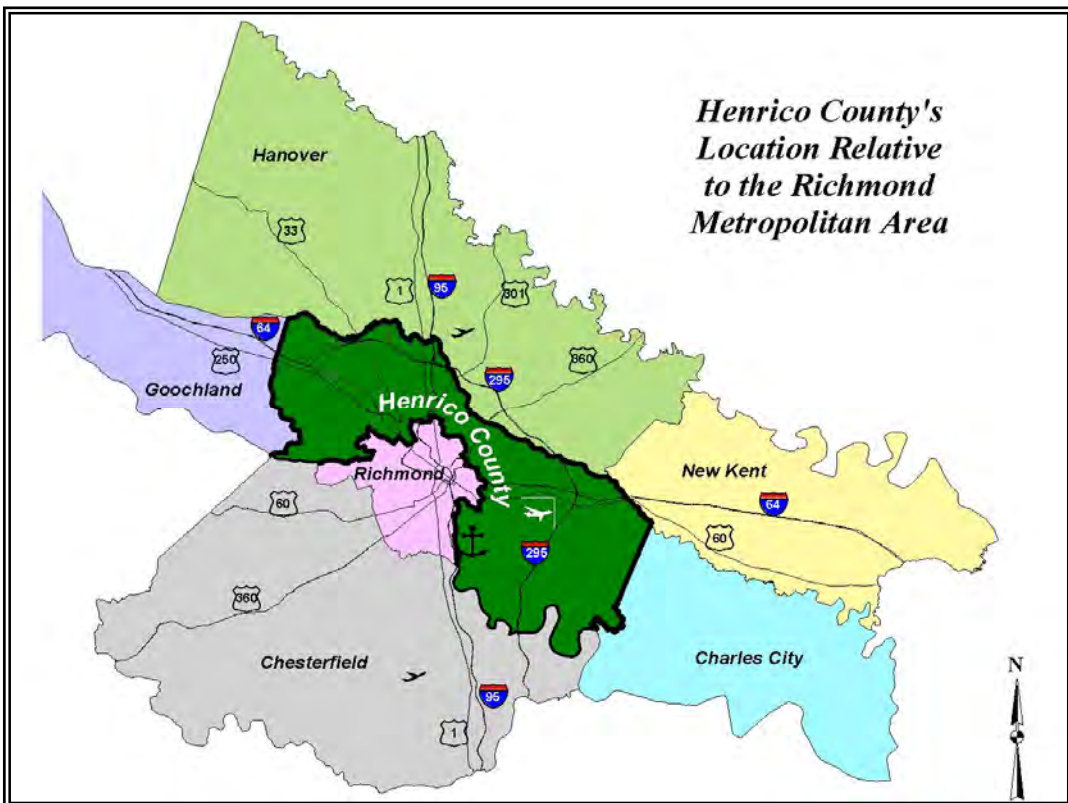 Henrico County's
Location Relative
to the Richmond
Metropolitan Area
Hanover
33
1
95
301
64
250
360
295
Goochland
Henrico County
Richmond
New Kent
60
64
60
295
360
Chesterfield
Charles City
95
1
N